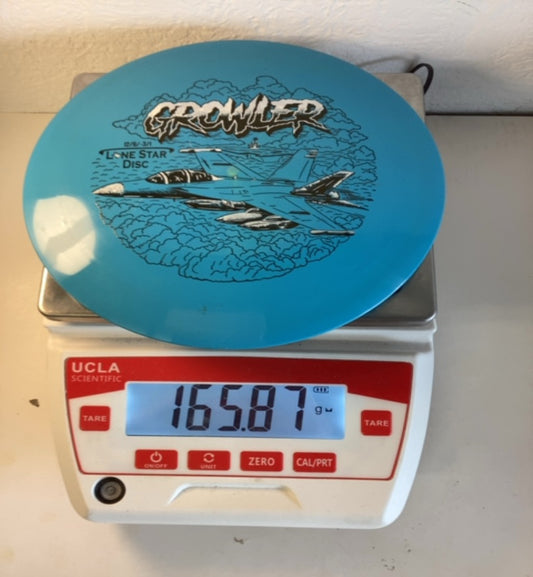 GROWLER
12/6/-3/1
LONE STAR
DISC
UCLA
SCIENTIFIC
165.87
g
TARE
TARE
ON/OFF
UNIT
ZERO
CAL/PRT